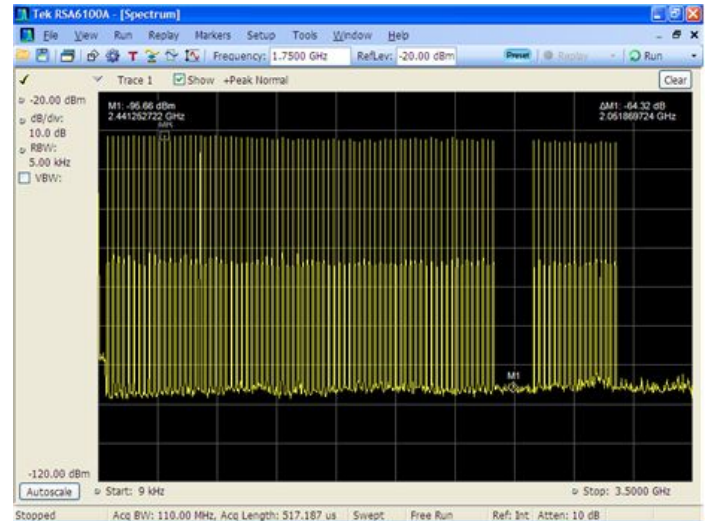 Tek RSA6100A - [Spectrum]
File View Run Replay Markers Setup Tools Window Help
Frequency: 1.7500 GHz RefLev: -20.00 dBm Preset Replay Run
Trace 1 Show +Peak Normal Clear
-20.00 dBm
dB/div:
10.0 dB
RBW:
5.00 kHz
VBW:
M1: -96.66 dBm
2.441252722 GHz
MR
ΔM1: -64.32 dB
2.051869724 GHz
M1
-120.00 dBm
Autoscale Start: 9 kHz Stop: 3.5000 GHz
Stopped Acq BW: 110.00 MHz, Acq Length: 517.187 us Swept Free Run Ref: Int Atten: 10 dB